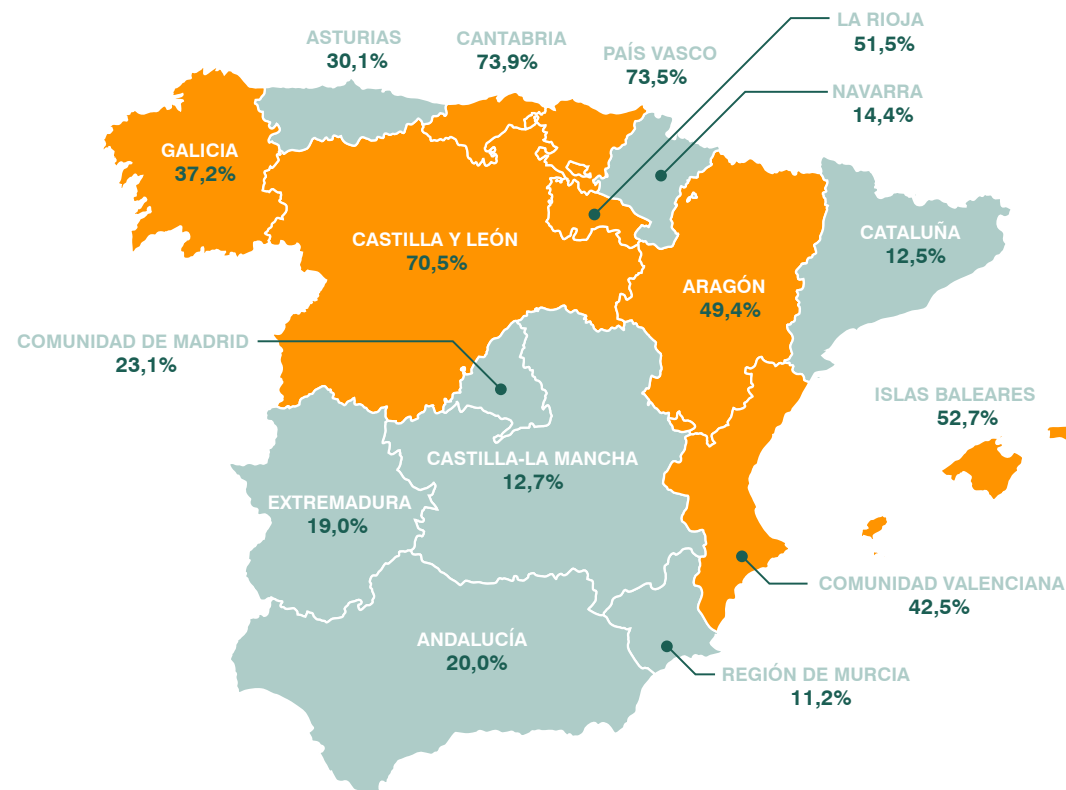 LA RIOJA
51,5%
ASTURIAS
30,1%
CANTABRIA
73,9%
PAÍS VASCO
73,5%
NAVARRA
14,4%
GALICIA
37,2%
CASTILLA Y LEÓN
70,5%
CATALUÑA
12,5%
ARAGÓN
49,4%
COMUNIDAD DE MADRID
23,1%
ISLAS BALEARES
52,7%
CASTILLA-LA MANCHA
12,7%
EXTREMADURA
19,0%
COMUNIDAD VALENCIANA
42,5%
ANDALUCÍA
20,0%
REGIÓN DE MURCIA
11,2%